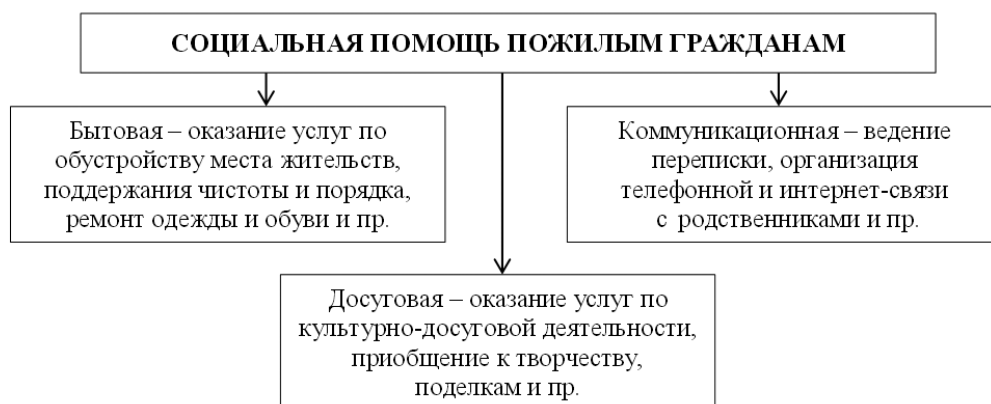 СОЦИАЛЬНАЯ ПОМОЩЬ ПОЖИЛЫМ ГРАЖДАНАМ
Бытовая – оказание услуг по
обустройству места жительств,
поддержания чистоты и порядка,
ремонт одежды и обуви и пр.
Коммуникационная – ведение
переписки, организация
телефонной и интернет-связи
с родственниками и пр.
Досуговая – оказание услуг по
культурно-досуговой деятельности,
приобщение к творчеству,
поделкам и пр.